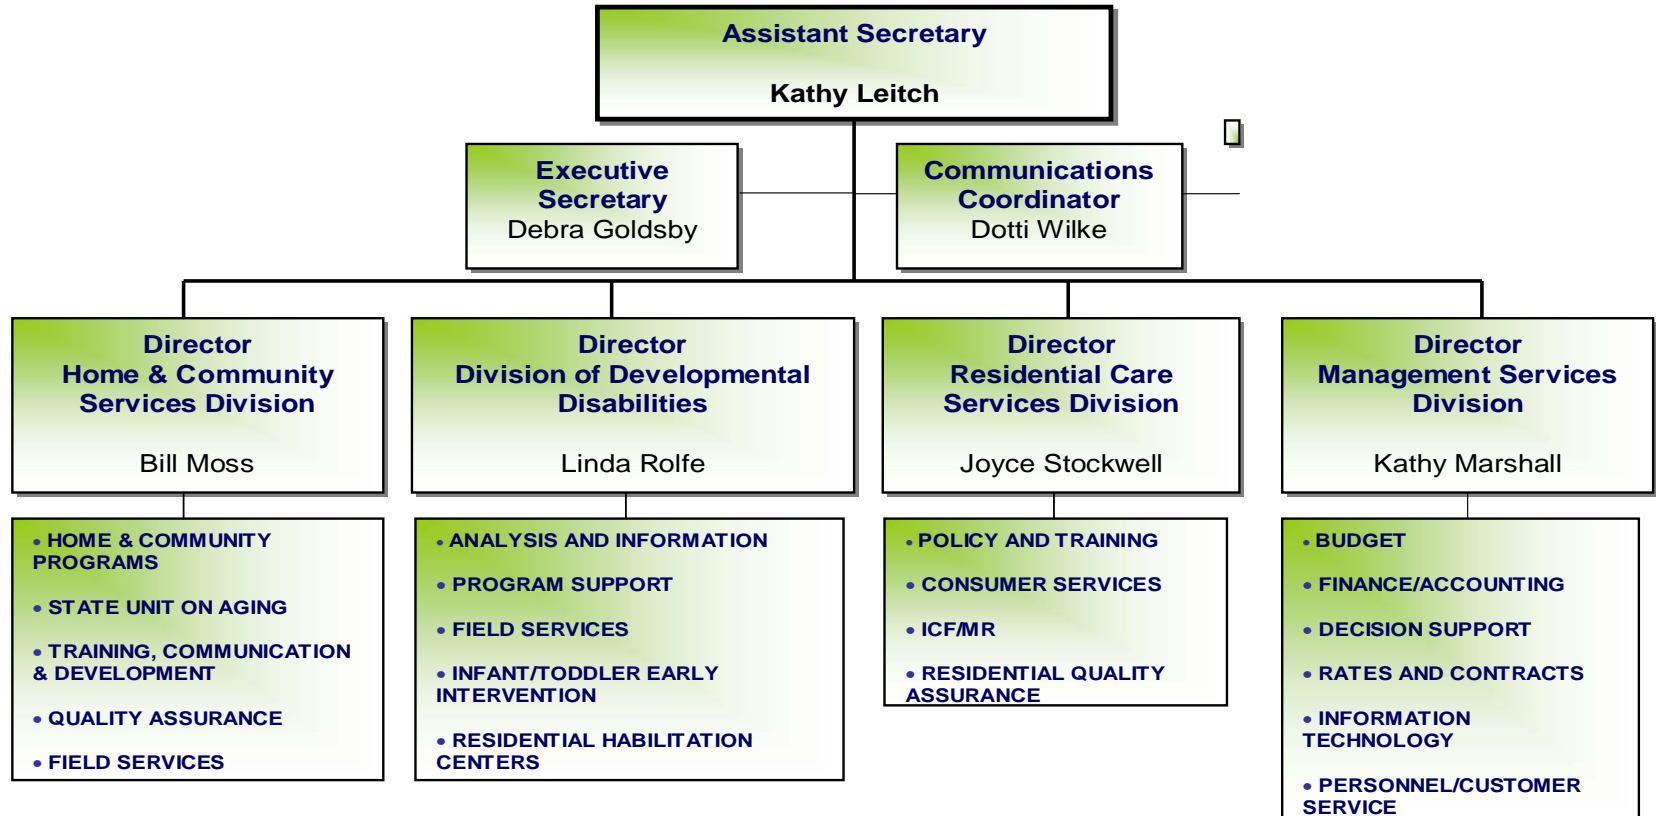 Assistant Secretary
Kathy Leitch
Executive
Secretary
Debra Goldsby
Communications
Coordinator
Dotti Wilke
Director
Home & Community
Services Division
Bill Moss
Director
Division of Developmental
Disabilities
Linda Rolfe
Director
Residential Care
Services Division
Joyce Stockwell
Director
Management Services
Division
Kathy Marshall
• HOME & COMMUNITY
PROGRAMS
• STATE UNIT ON AGING
• TRAINING, COMMUNICATION
& DEVELOPMENT
• QUALITY ASSURANCE
• FIELD SERVICES
• ANALYSIS AND INFORMATION
• PROGRAM SUPPORT
• FIELD SERVICES
• INFANT/TODDLER EARLY
INTERVENTION
• RESIDENTIAL HABILITATION
CENTERS
• POLICY AND TRAINING
• CONSUMER SERVICES
• ICF/MR
• RESIDENTIAL QUALITY
ASSURANCE
• BUDGET
• FINANCE/ACCOUNTING
• DECISION SUPPORT
• RATES AND CONTRACTS
• INFORMATION
TECHNOLOGY
• PERSONNEL/CUSTOMER
SERVICE